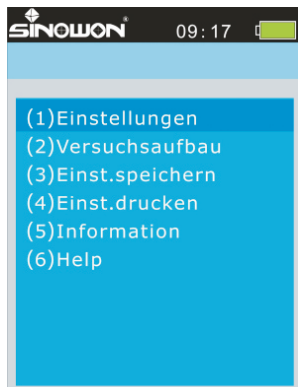 SINOWON®
09:17
(1)Einstellungen
(2)Versuchsaufbau
(3)Einst.speichern
(4)Einst.drucken
(5)Information
(6)Help